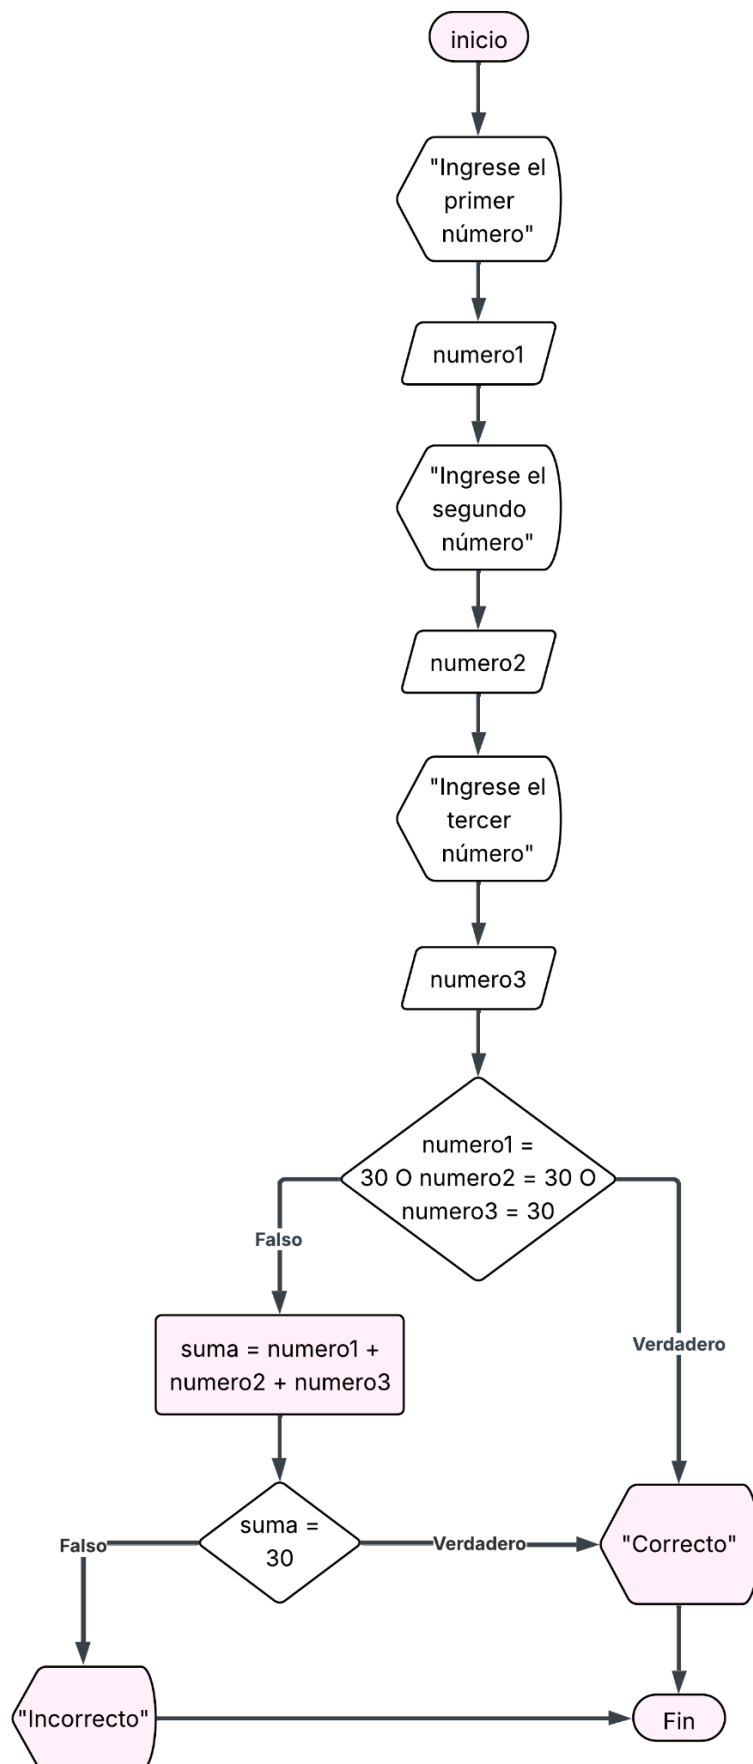 inicio
"Ingrese el
primer
número"
numero1
"Ingrese el
segundo
número"
numero2
"Ingrese el
tercer
número"
numero3
numero1 =
30 O numero2 = 30 O
numero3 = 30
Falso
Verdadero
suma = numero1 +
numero2 + numero3
suma =
30
Falso
Verdadero
"Correcto"
"Incorrecto"
Fin